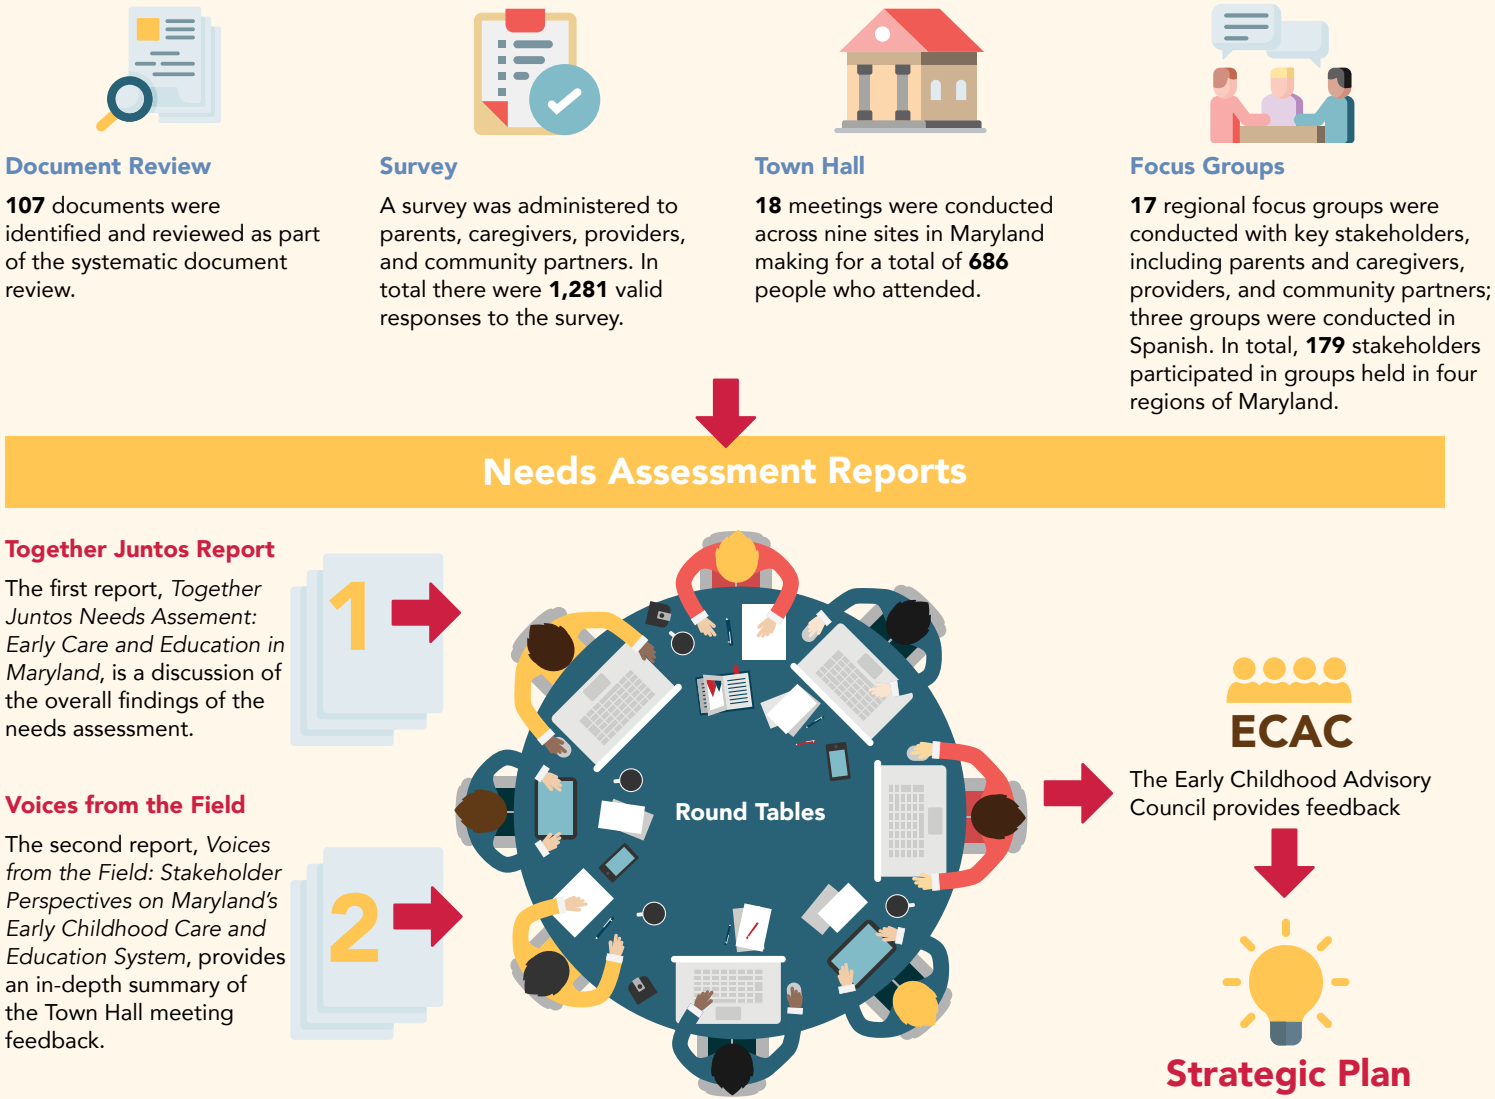 Document Review
107 documents were
identified and reviewed as part
of the systematic document
review.
Survey
A survey was administered to
parents, caregivers, providers,
and community partners. In
total there were 1,281 valid
responses to the survey.
Town Hall
18 meetings were conducted
across nine sites in Maryland
making for a total of 686
people who attended.
Focus Groups
17 regional focus groups were
conducted with key stakeholders,
including parents and caregivers,
providers, and community partners;
three groups were conducted in
Spanish. In total, 179 stakeholders
participated in groups held in four
regions of Maryland.
Needs Assessment Reports
Together Juntos Report
The first report, Together
Juntos Needs Assement:
Early Care and Education in
Maryland, is a discussion of
the overall findings of the
needs assessment.
1
Voices from the Field
The second report, Voices
from the Field: Stakeholder
Perspectives on Maryland’s
Early Childhood Care and
Education System, provides
an in-depth summary of
the Town Hall meeting
feedback.
2
Round Tables
ECAC
The Early Childhood Advisory
Council provides feedback
Strategic Plan